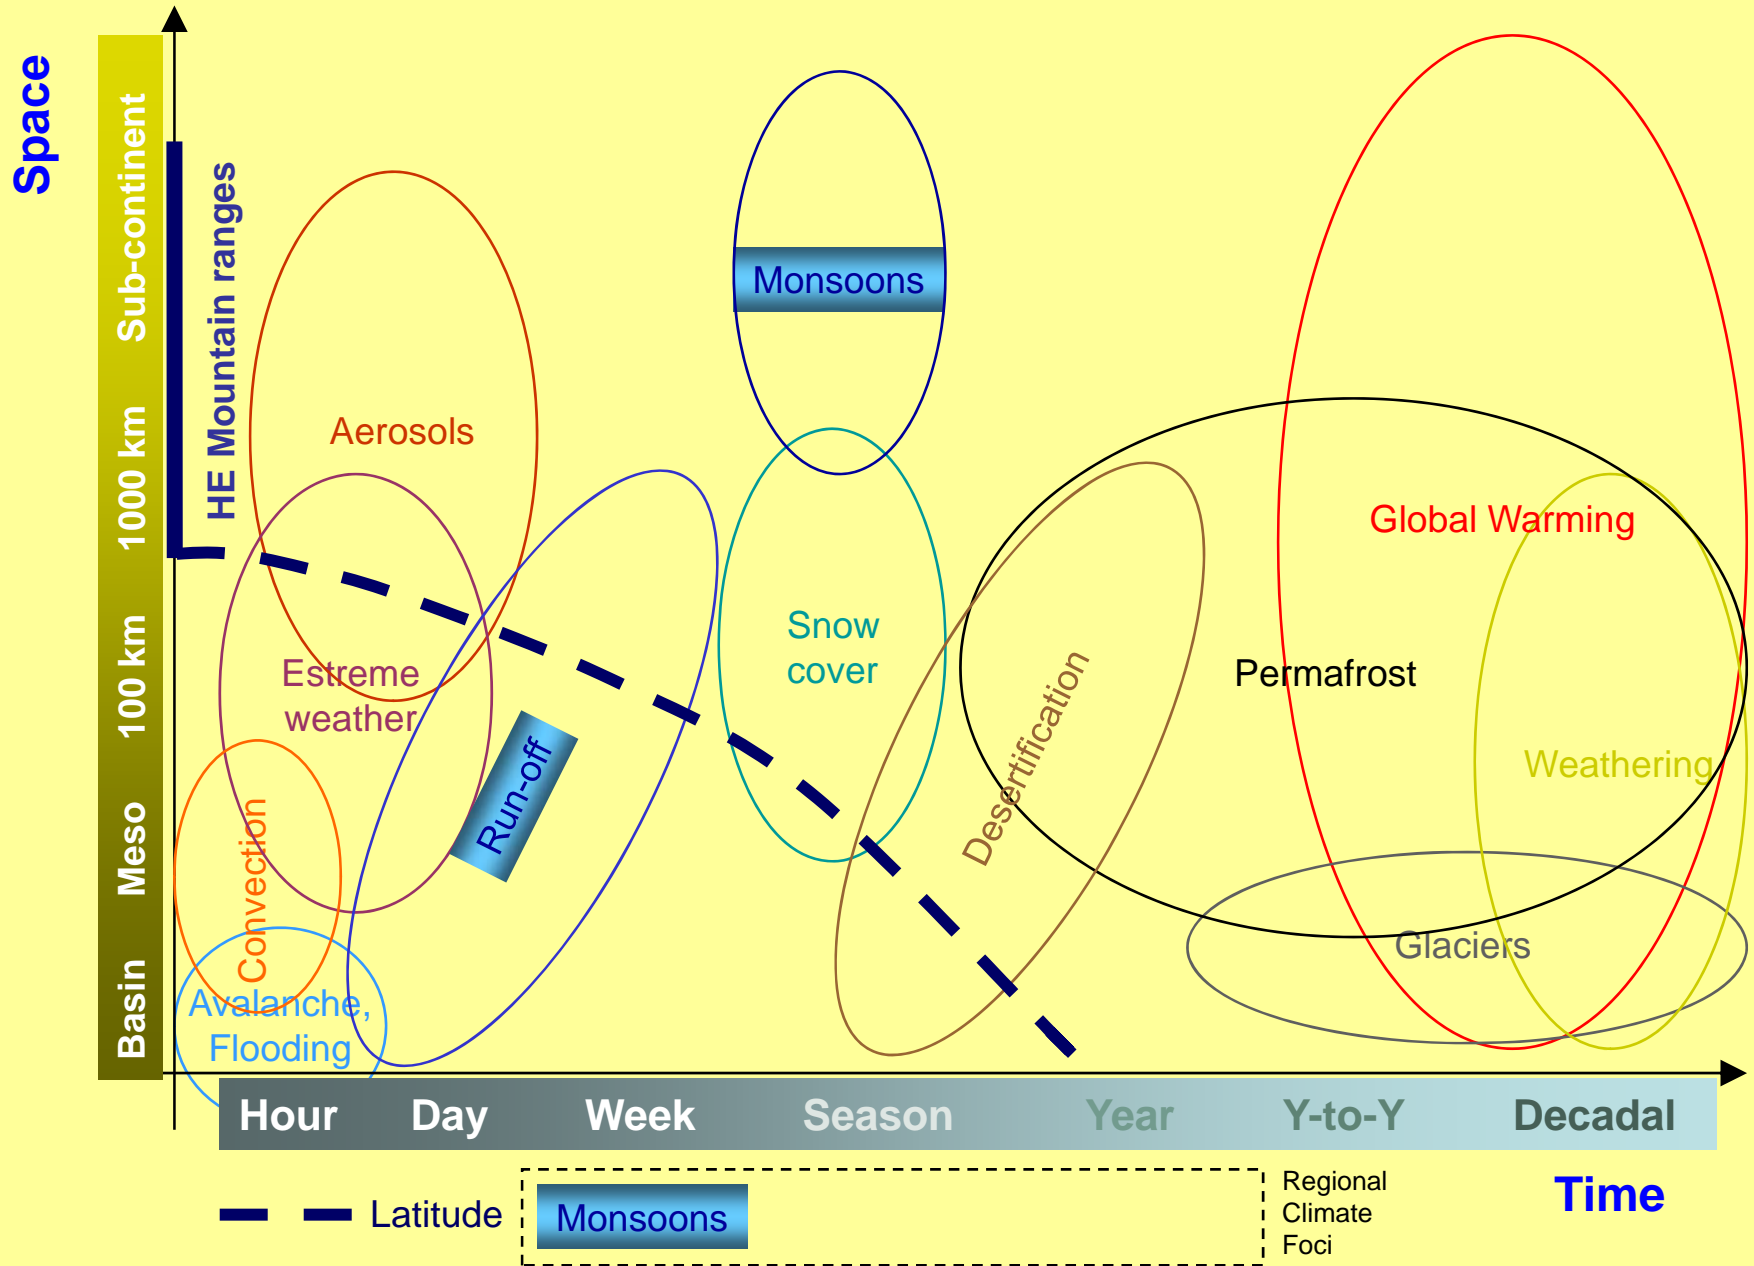 Space
Sub-continent
1000 km
100 km
Meso
Basin
HE Mountain ranges
Monsoons
Aerosols
Global Warming
Snow
cover
Estreme
weather
Permafrost
Desertification
Run-off
Weathering
Convection
Glaciers
Avalanche,
Flooding
Hour Day Week Season Year Y-to-Y Decadal
Latitude
Monsoons
Regional
Climate
Foci
Time